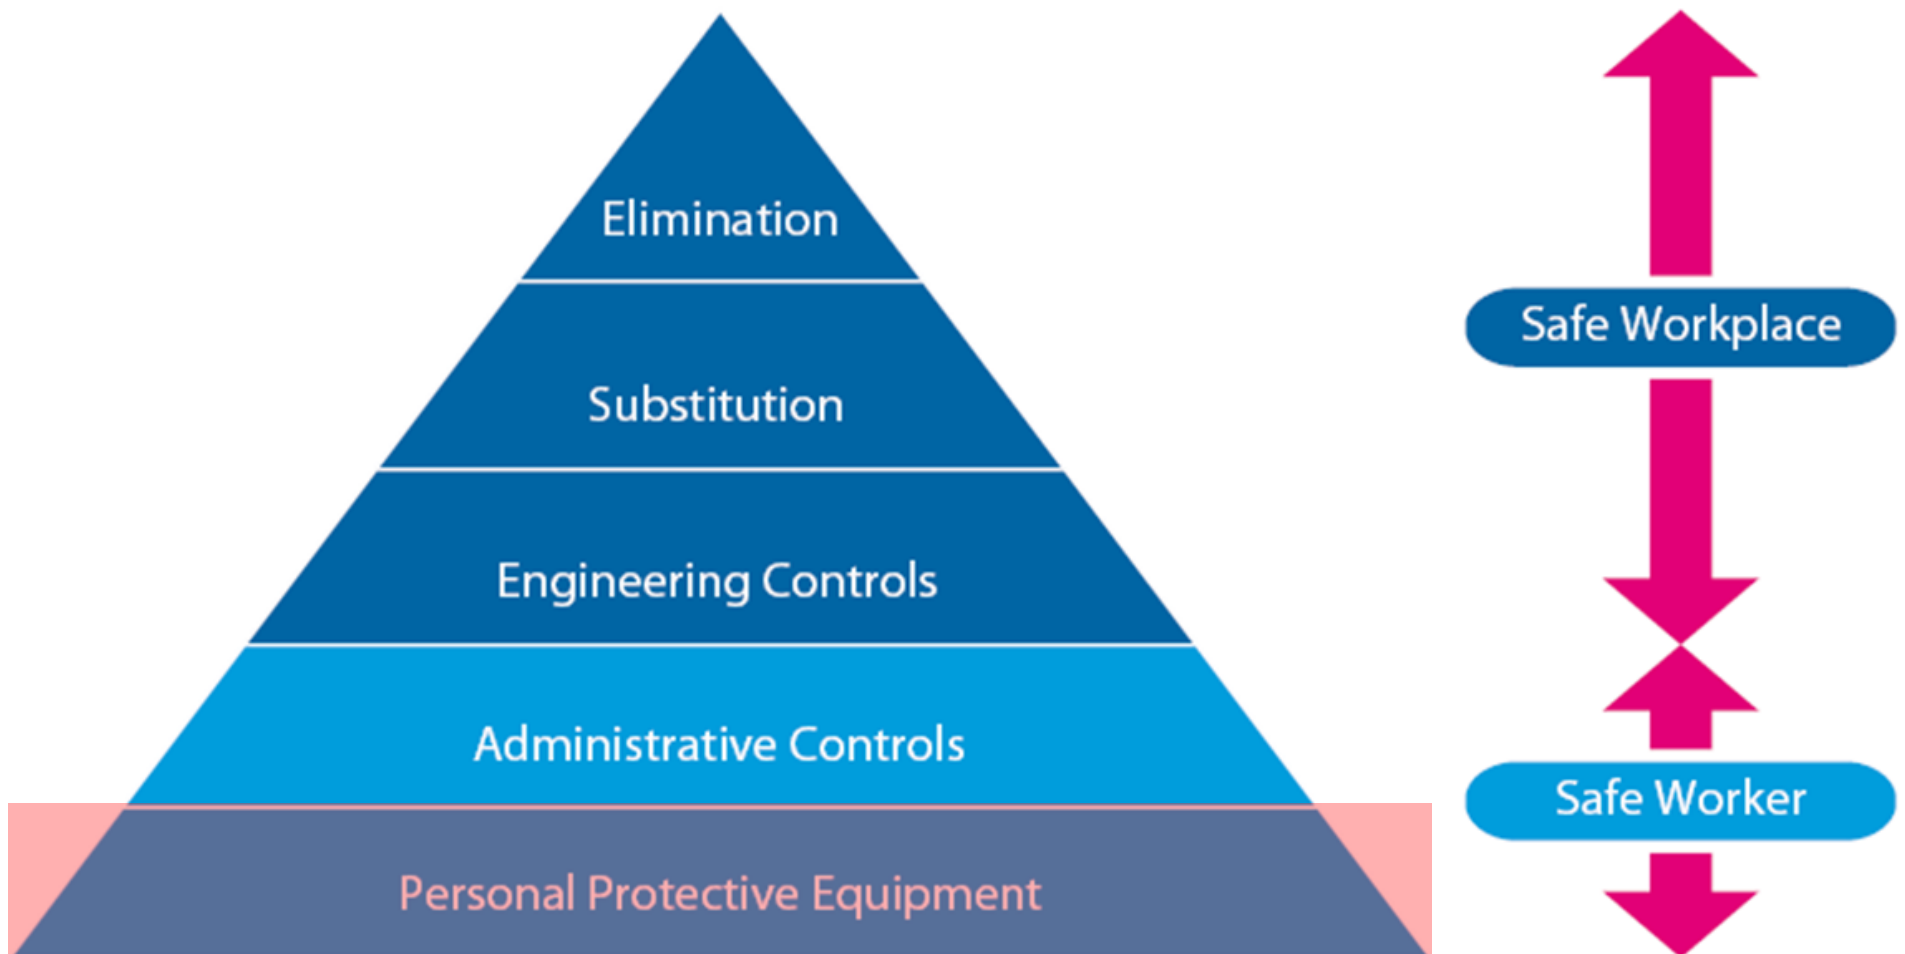 Elimination
Substitution
Engineering Controls
Administrative Controls
Personal Protective Equipment
Safe Workplace
Safe Worker